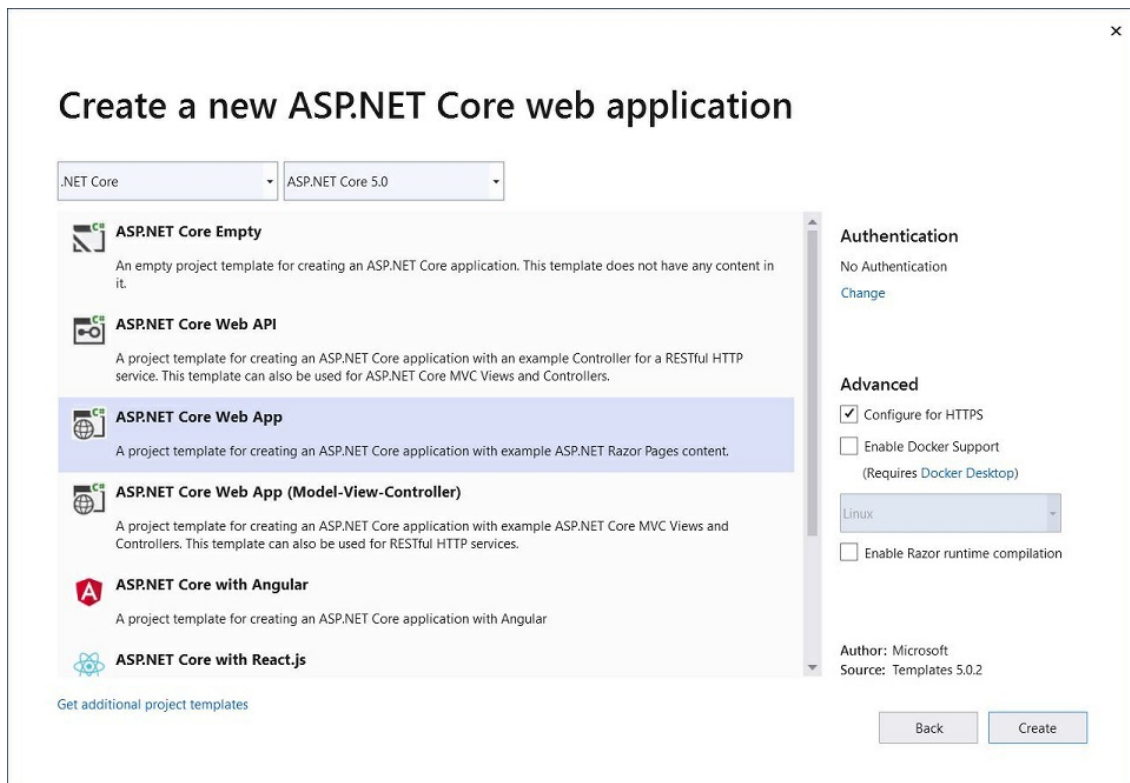 Create a new ASP.NET Core web application
.NET Core
ASP.NET Core 5.0
C#
ASP.NET Core Empty
An empty project template for creating an ASP.NET Core application. This template does not have any content in
it.
C#
ASP.NET Core Web API
A project template for creating an ASP.NET Core application with an example Controller for a RESTful HTTP
service. This template can also be used for ASP.NET Core MVC Views and Controllers.
C#
ASP.NET Core Web App
A project template for creating an ASP.NET Core application with example ASP.NET Razor Pages content.
C#
ASP.NET Core Web App (Model-View-Controller)
A project template for creating an ASP.NET Core application with example ASP.NET Core MVC Views and
Controllers. This template can also be used for RESTful HTTP services.
A
ASP.NET Core with Angular
A project template for creating an ASP.NET Core application with Angular
ASP.NET Core with React.js
Get additional project templates
Authentication
No Authentication
Change
Advanced
Configure for HTTPS
Enable Docker Support
(Requires Docker Desktop)
Linux
Enable Razor runtime compilation
Author: Microsoft
Source: Templates 5.0.2
Back
Create